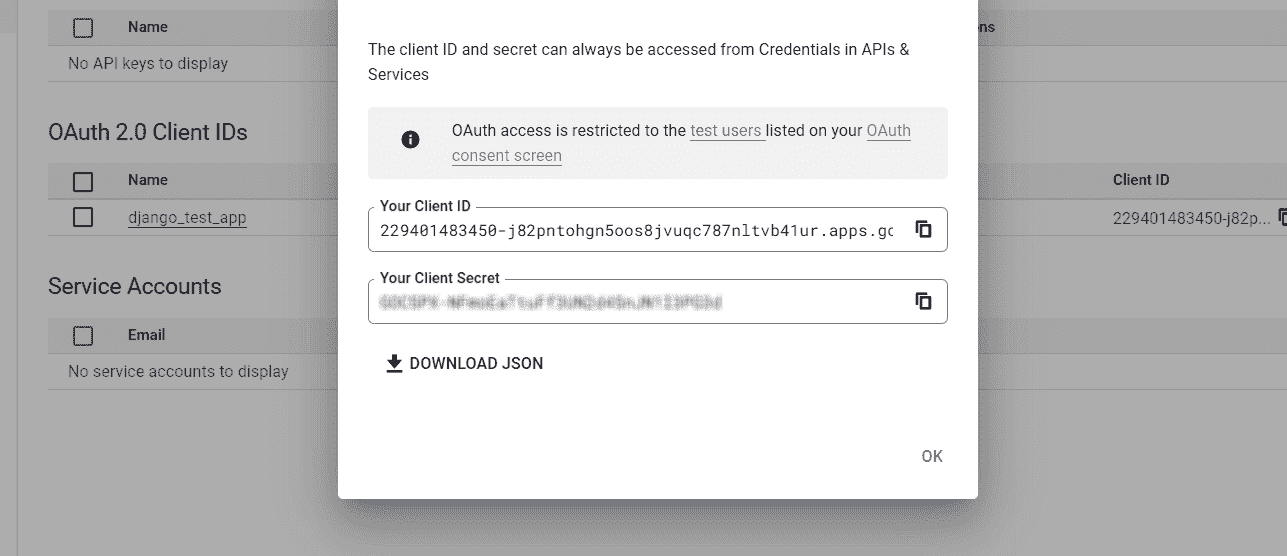 Name
ns
No API keys to display
The client ID and secret can always be accessed from Credentials in APIs &
Services
OAuth access is restricted to the test users listed on your OAuth
consent screen
OAuth 2.0 Client IDs
Name
Client ID
django_test_app
229401483450-j82p...
Your Client ID
229401483450-j82pntohgn5oos8jvuqc787nltvb41ur.apps.gc
Your Client Secret
DOWNLOAD JSON
OK
Service Accounts
Email
No service accounts to display